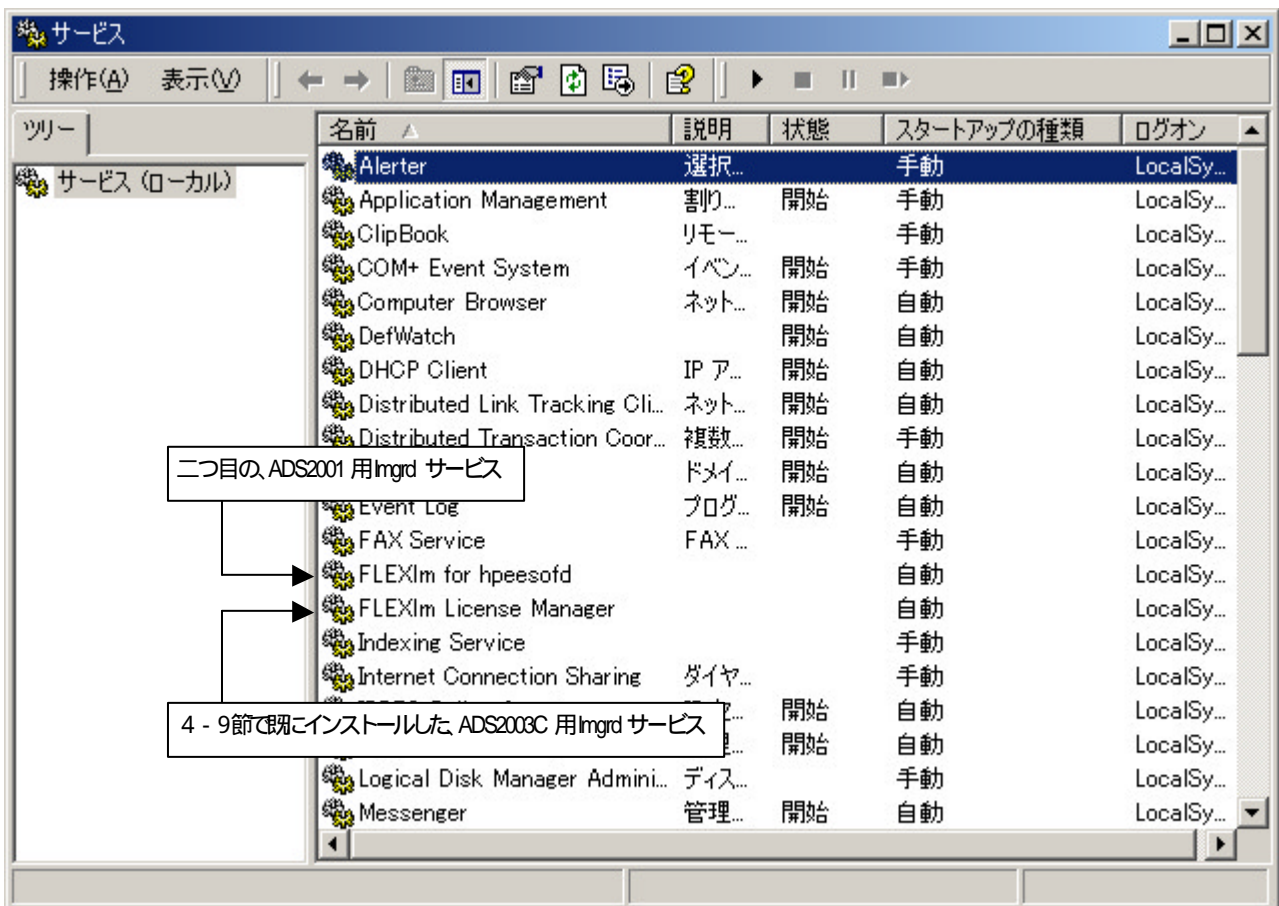 サービス
操作(A) 表示(V)
ツリー
サービス (ローカル)
名前 説明 状態 スタートアップの種類 ログオン
Alerter 選択... 手動 LocalSy...
Application Management 割り... 開始 手動 LocalSy...
ClipBook リモー... 手動 LocalSy...
COM+ Event System イベン... 開始 手動 LocalSy...
Computer Browser ネット... 開始 自動 LocalSy...
DefWatch 開始 自動 LocalSy...
DHCP Client IP ア... 開始 自動 LocalSy...
Distributed Link Tracking Cli... ネット... 開始 自動 LocalSy...
Distributed Transaction Coor... 複数... 開始 手動 LocalSy...
二つ目の、ADS2001 用lmgrd サービス
ドメイ... 開始 自動 LocalSy...
Event Log プログ... 開始 自動 LocalSy...
FAX Service FAX ... 手動 LocalSy...
FLEXlm for hpeesofd 自動 LocalSy...
FLEXlm License Manager 自動 LocalSy...
Indexing Service 手動 LocalSy...
Internet Connection Sharing ダイヤ... 手動 LocalSy...
開始 自動 LocalSy...
4 - 9節で既にインストールした、ADS2003C 用lmgrd サービス
開始 自動 LocalSy...
Logical Disk Manager Admini... ディス... 手動 LocalSy...
Messenger 管理... 開始 自動 LocalSy...